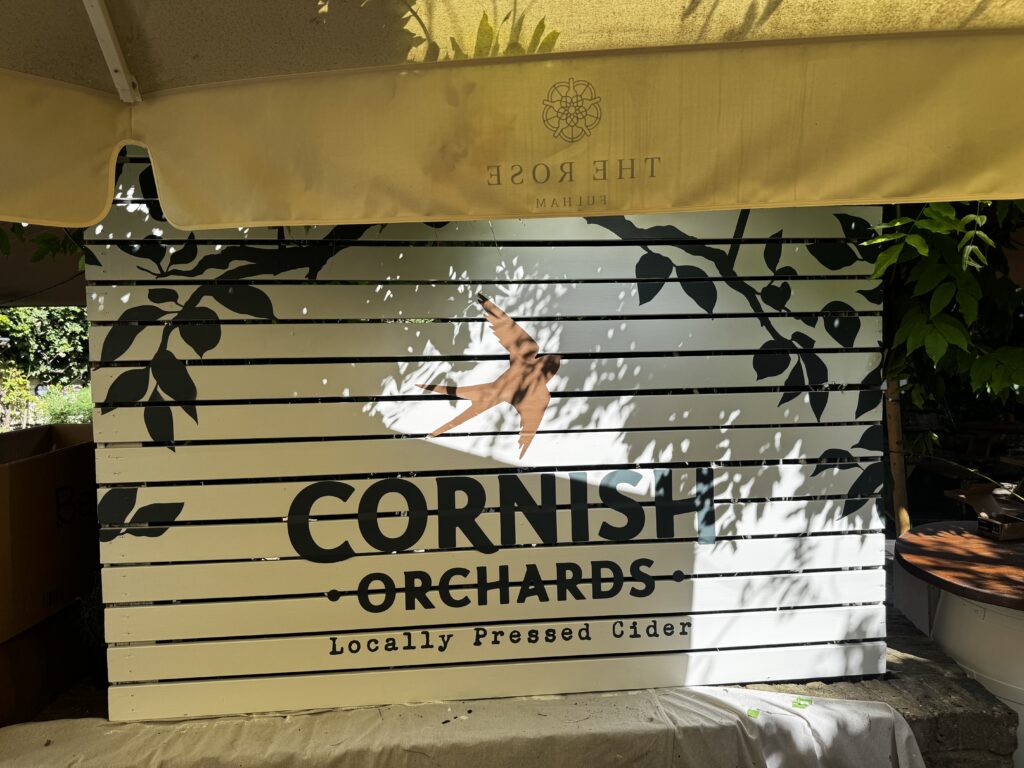 THE ROSE
FULHAM
CORNISH
ORCHARDS
Locally Pressed Cider